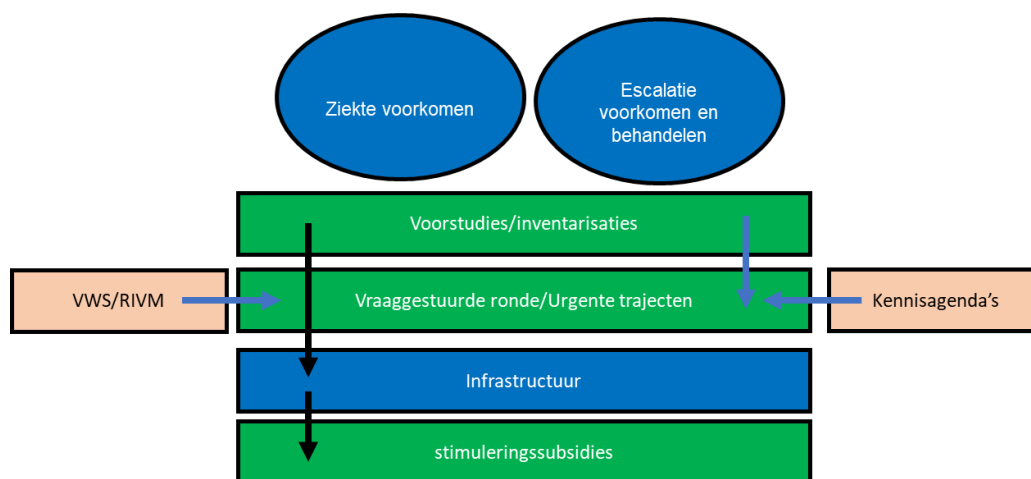 Ziekte voorkomen
Escalatie
voorkomen en
behandelen
Voorstudies/inventarisaties
VWS/RIVM
Vraaggestuurde ronde/Urgente trajecten
Kennisagenda’s
Infrastructuur
stimuleringssubsidies